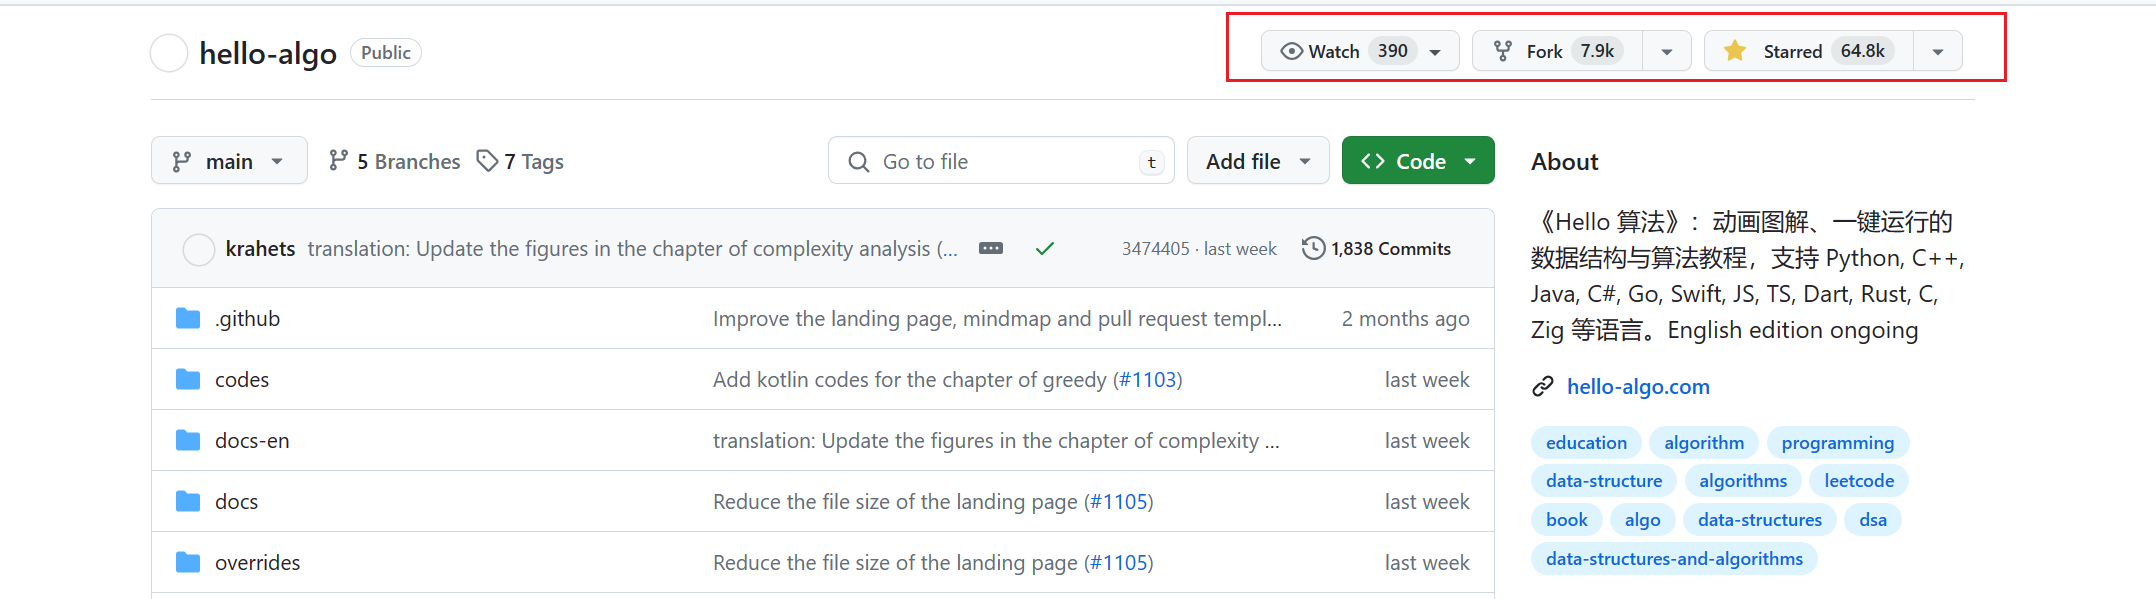 hello-algo Public Watch 390 Fork 7.9k Starred 64.8k
main 5 Branches 7 Tags Go to file t Add file Code
krahets translation: Update the figures in the chapter of complexity analysis (... 3474405 · last week 1,838 Commits
.github Improve the landing page, mindmap and pull request templ... 2 months ago
codes Add kotlin codes for the chapter of greedy (#1103) last week
docs-en translation: Update the figures in the chapter of complexity ... last week
docs Reduce the file size of the landing page (#1105) last week
overrides Reduce the file size of the landing page (#1105) last week
About
《Hello 算法》：动画图解、一键运行的
数据结构与算法教程，支持 Python, C++,
Java, C#, Go, Swift, JS, TS, Dart, Rust, C,
Zig 等语言。English edition ongoing
hello-algo.com
education algorithm programming
data-structure algorithms leetcode
book algo data-structures dsa
data-structures-and-algorithms